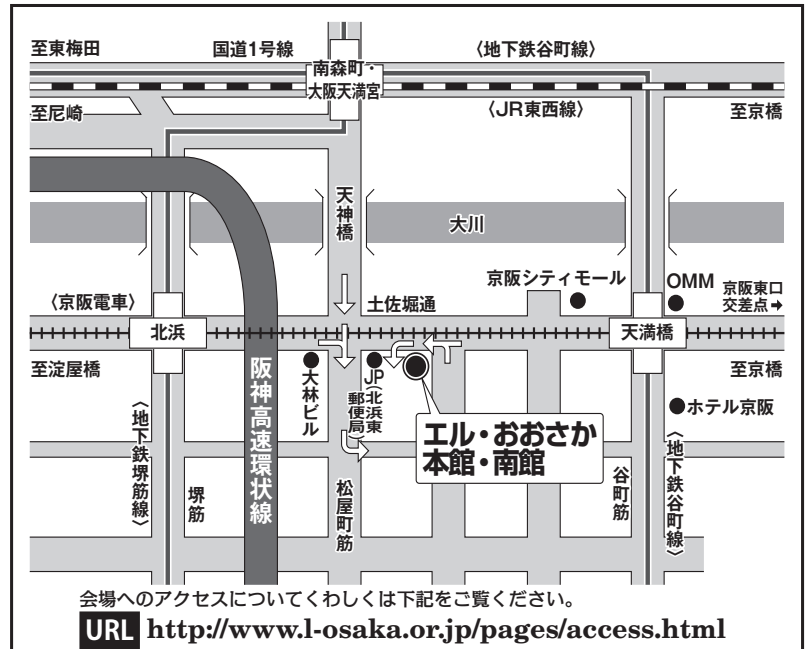 至東梅田
国道1号線
〈地下鉄谷町線〉
南森町・
大阪天満宮
至尼崎
〈JR東西線〉
至京橋
天神橋
大川
京阪シティモール
OMM
京阪東口
交差点→
〈京阪電車〉
土佐堀通
北浜
天満橋
至淀屋橋
阪神高速環状線
大林ビル
JP(北浜東
郵便局)
至京橋
ホテル京阪
エル・おおさか
本館・南館
〈地下鉄堺筋線〉
堺筋
松屋町筋
谷町筋
〈地下鉄谷町線〉
会場へのアクセスについてくわしくは下記をご覧ください。
URL http://www.l-osaka.or.jp/pages/access.html